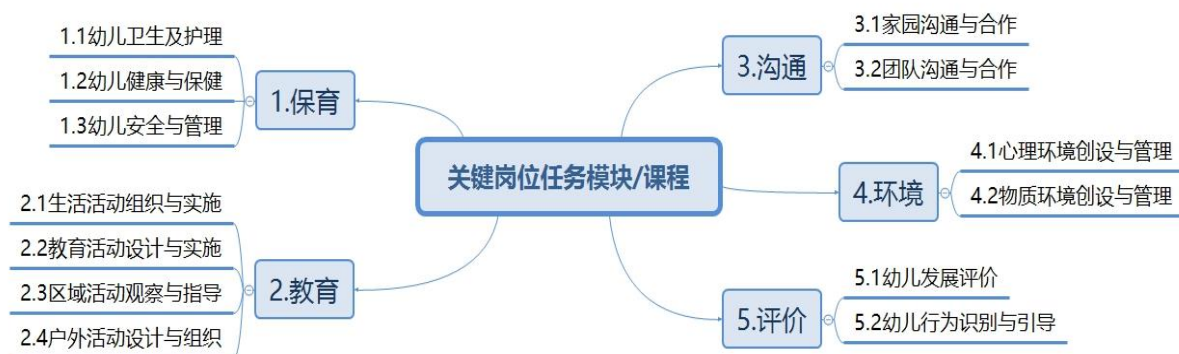 关键岗位任务模块/课程
1.保育
1.1幼儿卫生及护理
1.2幼儿健康与保健
1.3幼儿安全与管理
2.教育
2.1生活活动组织与实施
2.2教育活动设计与实施
2.3区域活动观察与指导
2.4户外活动设计与组织
3.沟通
3.1家园沟通与合作
3.2团队沟通与合作
4.环境
4.1心理环境创设与管理
4.2物质环境创设与管理
5.评价
5.1幼儿发展评价
5.2幼儿行为识别与引导